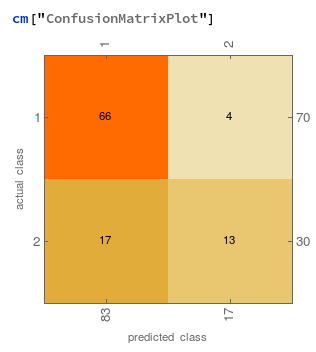 cm["ConfusionMatrixPlot"]
1 2
1 66 4 70
actual class
2 17 13 30
83 17
predicted class